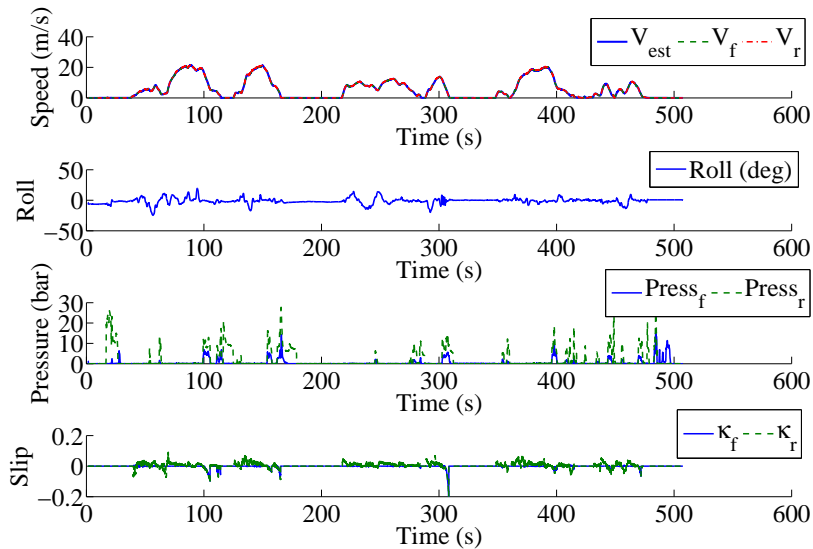 Speed (m/s)
40
20
0
V_est V_f V_r
0 100 200 300 400 500 600
Time (s)
Roll
50
0
−50
Roll (deg)
0 100 200 300 400 500 600
Time (s)
Pressure (bar)
30
20
10
0
Press_f Press_r
0 100 200 300 400 500 600
Time (s)
Slip
0.2
0
−0.2
κ_f κ_r
0 100 200 300 400 500 600
Time (s)